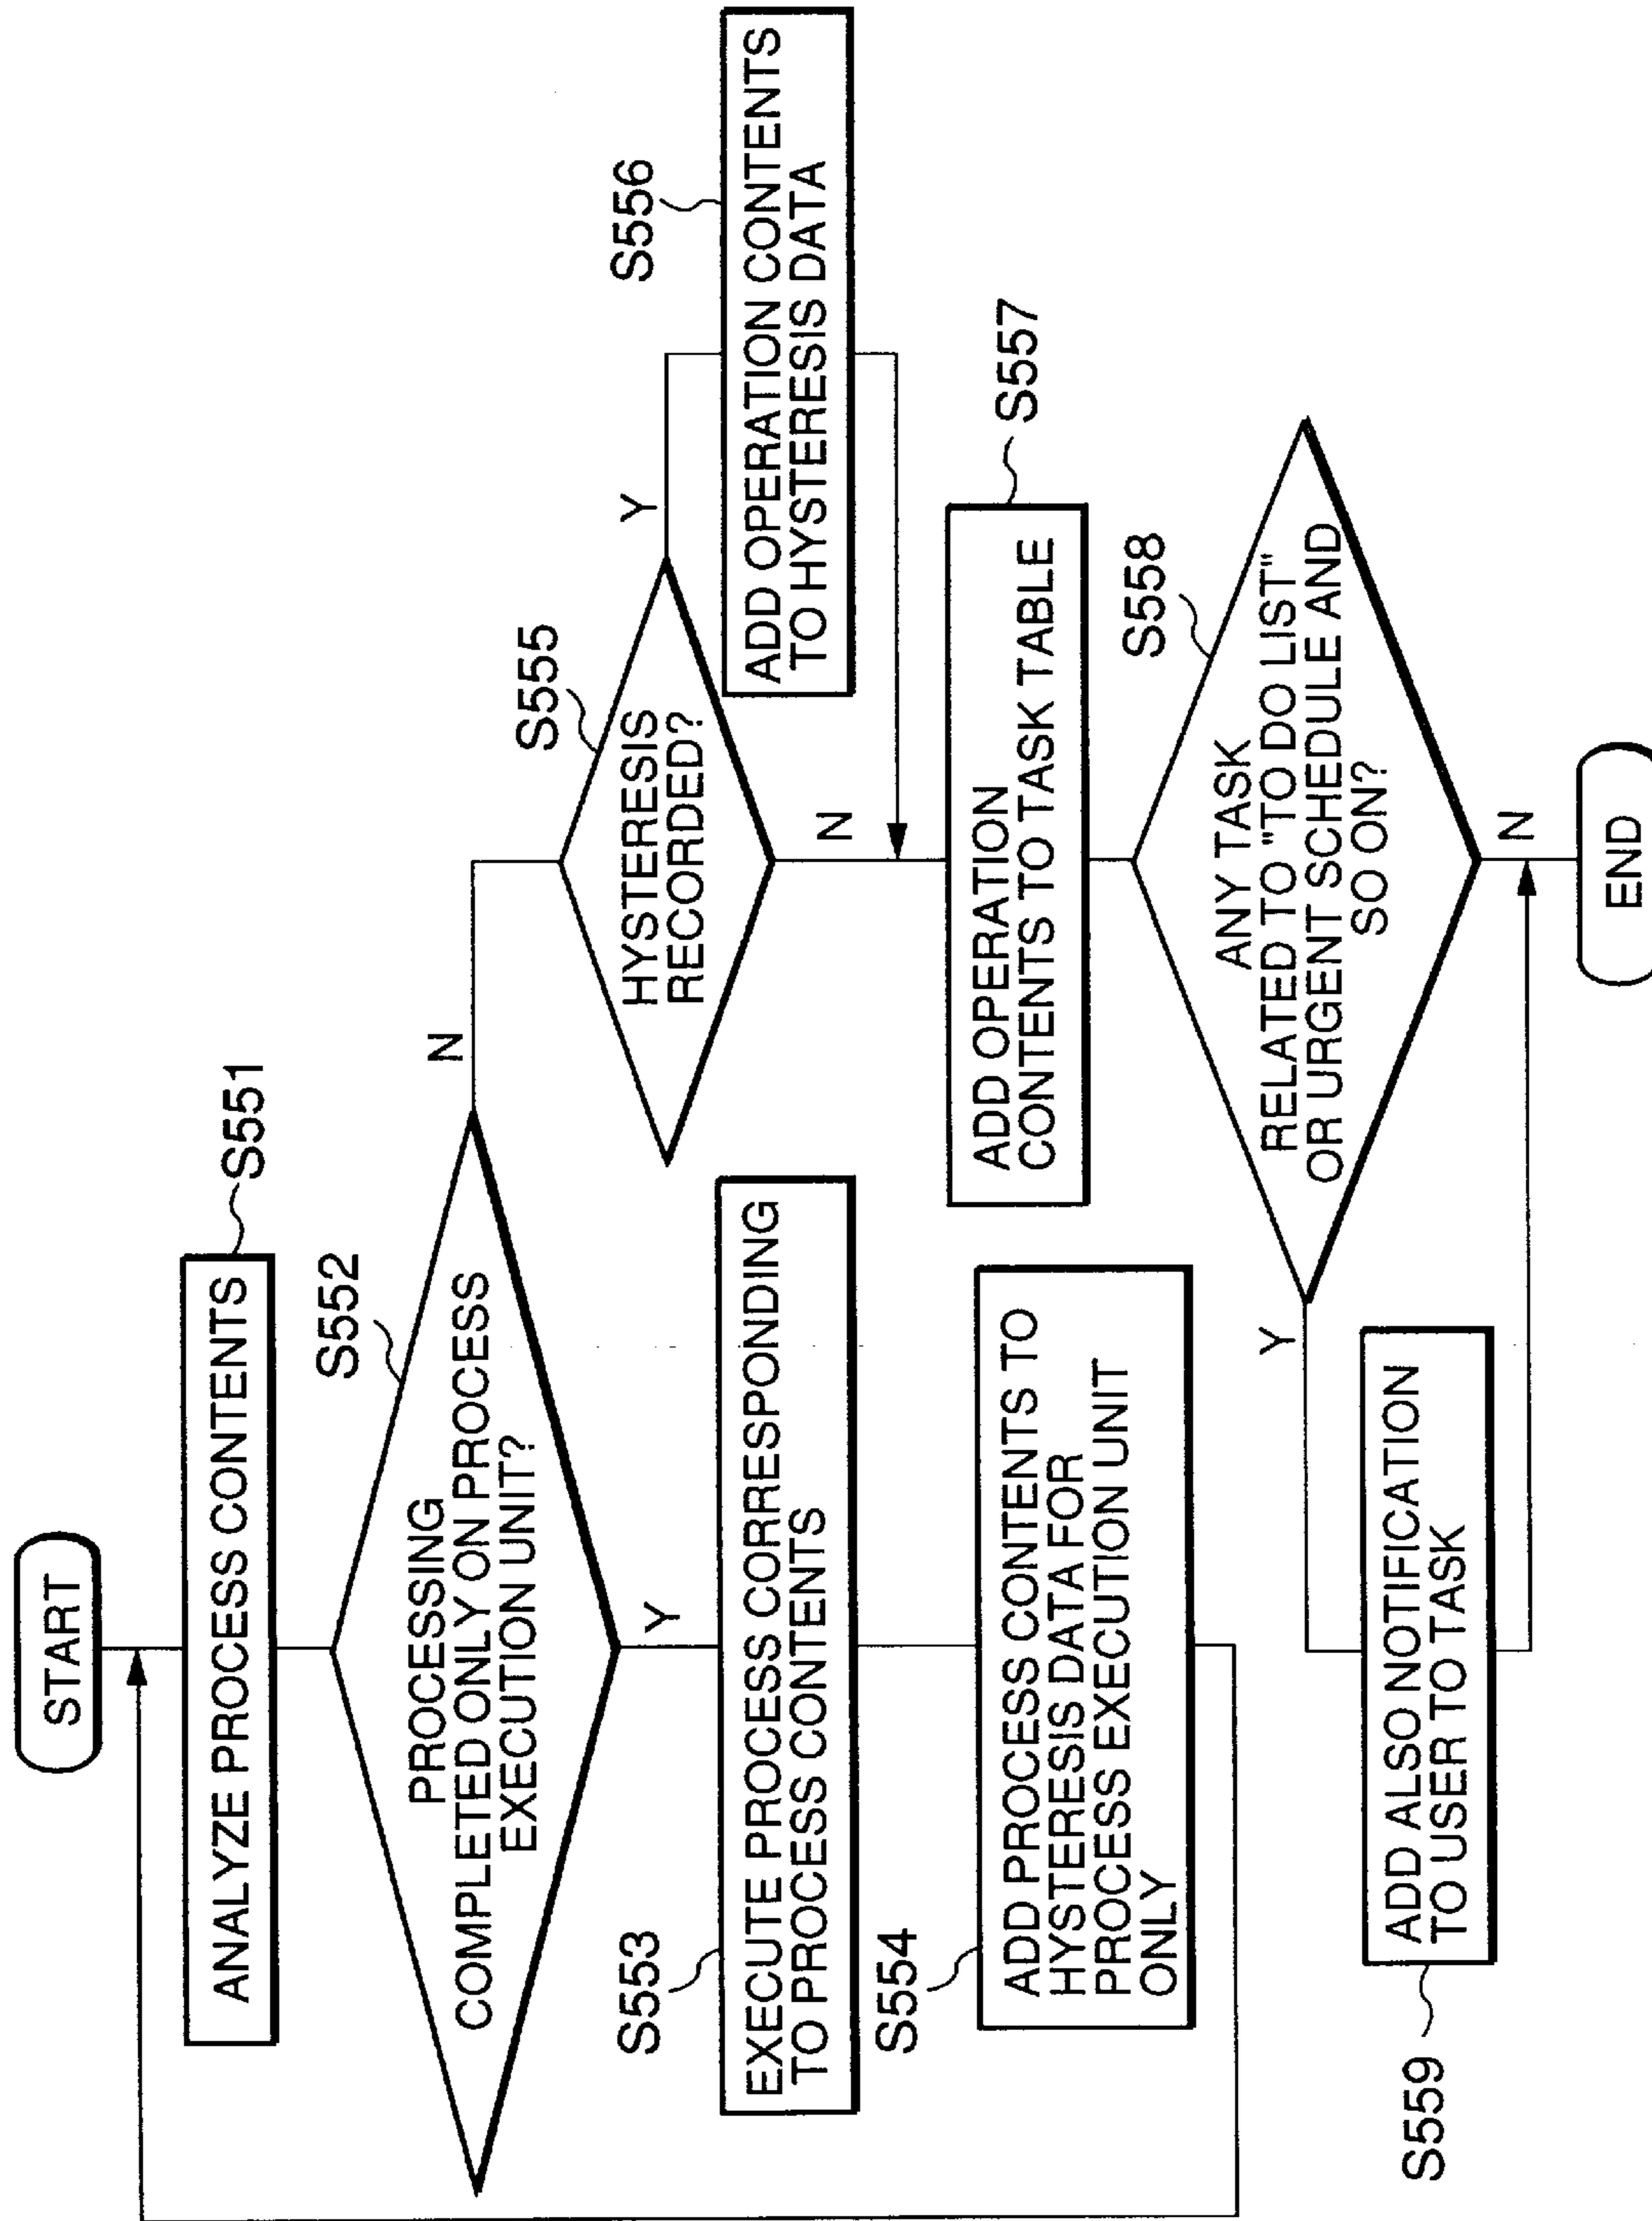 START
S551
ANALYZE PROCESS CONTENTS
S552
PROCESSING
COMPLETED ONLY ON PROCESS
EXECUTION UNIT?
N
Y
S553
EXECUTE PROCESS CORRESPONDING
TO PROCESS CONTENTS
S554
ADD PROCESS CONTENTS TO
HYSTERESIS DATA FOR
PROCESS EXECUTION UNIT
ONLY
S555
HYSTERESIS
RECORDED?
Y
N
S556
ADD OPERATION CONTENTS
TO HYSTERESIS DATA
S557
ADD OPERATION
CONTENTS TO TASK TABLE
S558
ANY TASK
RELATED TO "TO DO LIST"
OR URGENT SCHEDULE AND
SO ON?
Y
N
S559
ADD ALSO NOTIFICATION
TO USER TO TASK
END